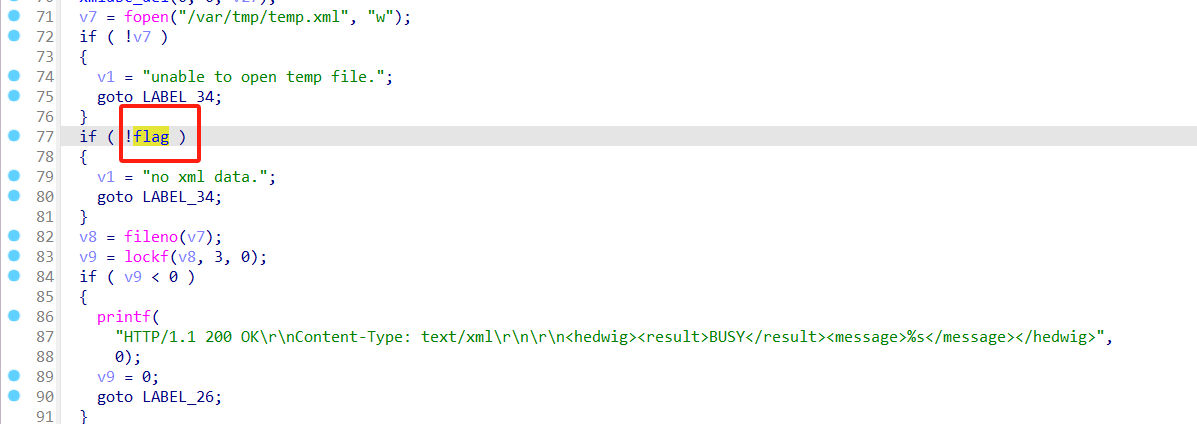 71 v7 = fopen("/var/tmp/temp.xml", "w");
72 if ( !v7 )
73 {
74 v1 = "unable to open temp file.";
75 goto LABEL_34;
76 }
77 if ( !flag )
78 {
79 v1 = "no xml data.";
80 goto LABEL_34;
81 }
82 v8 = fileno(v7);
83 v9 = lockf(v8, 3, 0);
84 if ( v9 < 0 )
85 {
86 printf(
87 "HTTP/1.1 200 OK\r\nContent-Type: text/xml\r\n\r\n<hedwig><result>BUSY</result><message>%s</message></hedwig>",
88 0);
89 v9 = 0;
90 goto LABEL_26;
91 }